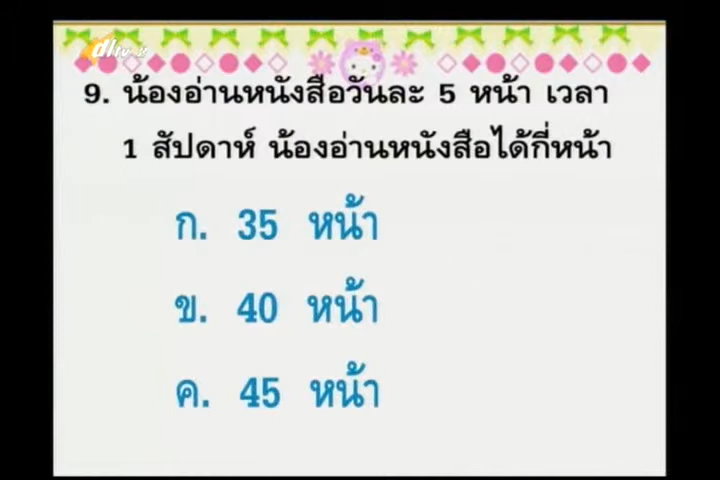 dltv
9. น้องอ่านหนังสือวันละ 5 หน้า เวลา
1 สัปดาห์ น้องอ่านหนังสือได้กี่หน้า
ก. 35 หน้า
ข. 40 หน้า
ค. 45 หน้า